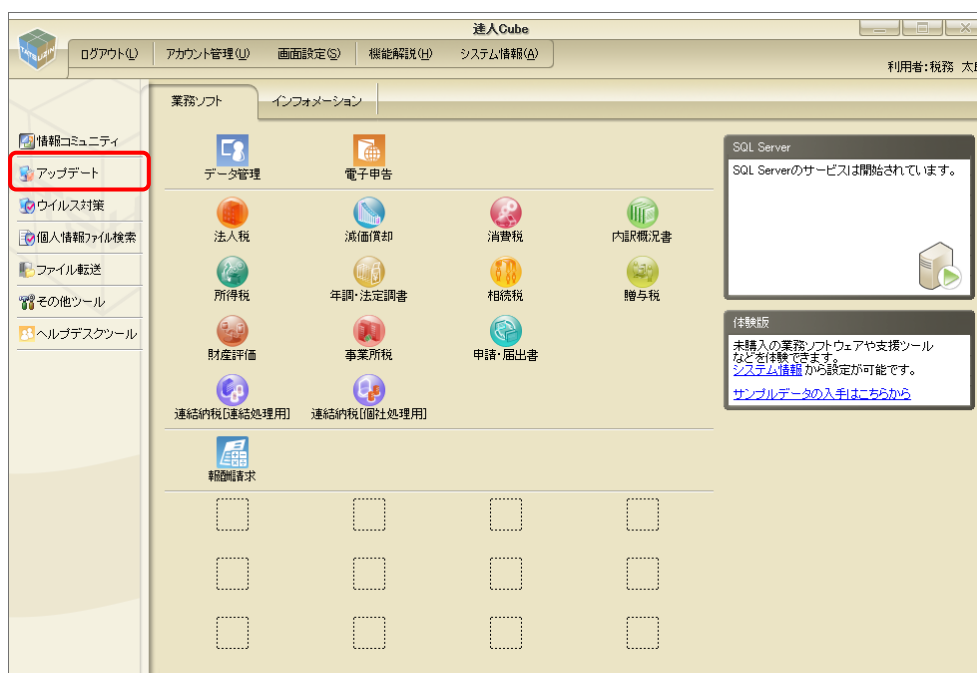 達人Cube
ログアウト(L) アカウント管理(U) 画面設定(S) 機能解説(H) システム情報(A)
利用者:税務 太
業務ソフト インフォメーション
情報コミュニティ
アップデート
ウイルス対策
個人情報ファイル検索
ファイル転送
その他ツール
ヘルプデスクツール
データ管理 電子申告
法人税 減価償却 消費税 内訳概況書
所得税 年調・法定調書 相続税 贈与税
財産評価 事業所税 申請・届出書
連結納税[連結処理用] 連結納税[個社処理用]
報酬請求
SQL Server
SQL Serverのサービスは開始されています。
体験版
未購入の業務ソフトウェアや支援ツール
などを体験できます。
システム情報から設定が可能です。
サンプルデータの入手はこちらから